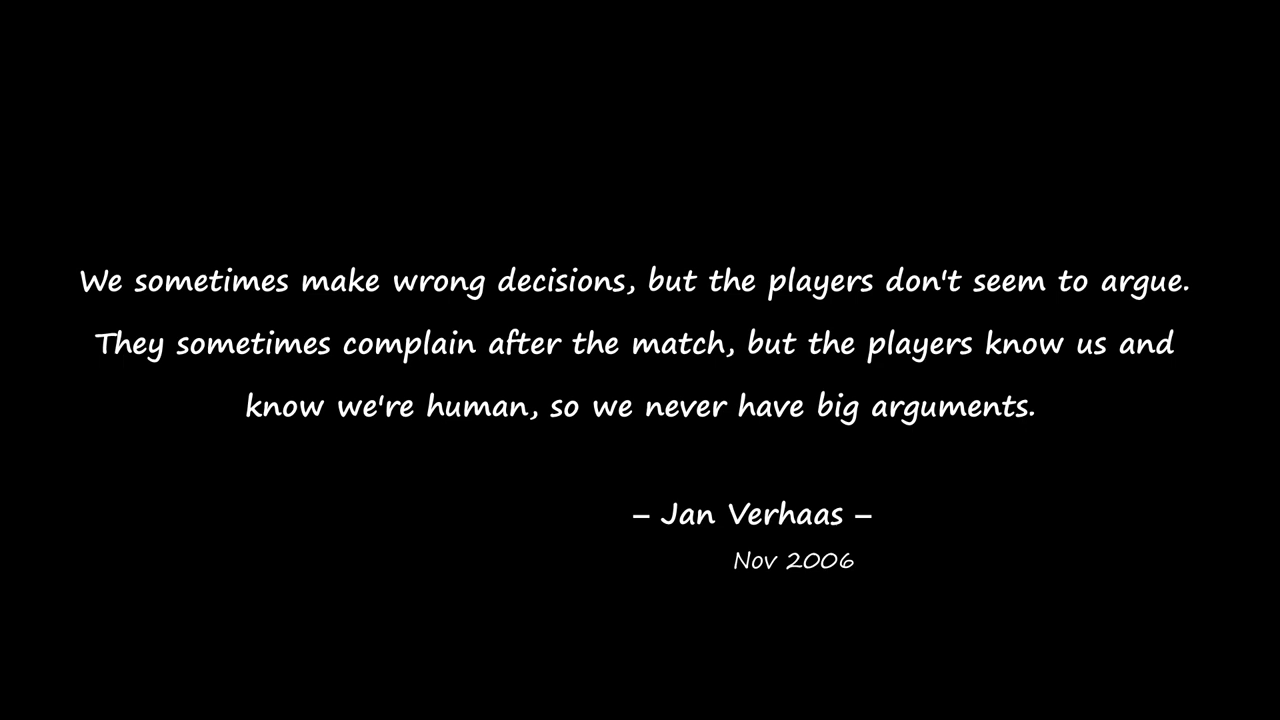 We sometimes make wrong decisions, but the players don't seem to argue.
They sometimes complain after the match, but the players know us and
know we're human, so we never have big arguments.
– Jan Verhaas –
Nov 2006